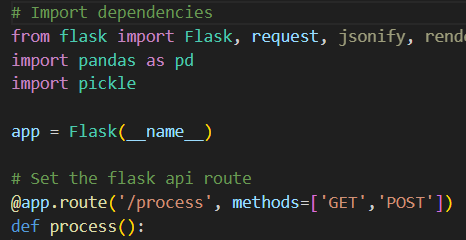 # Import dependencies
from flask import Flask, request, jsonify,
import pandas as pd
import pickle
app = Flask(__name__)
# Set the flask api route
@app.route('/process', methods=['GET','POST'])
def process():